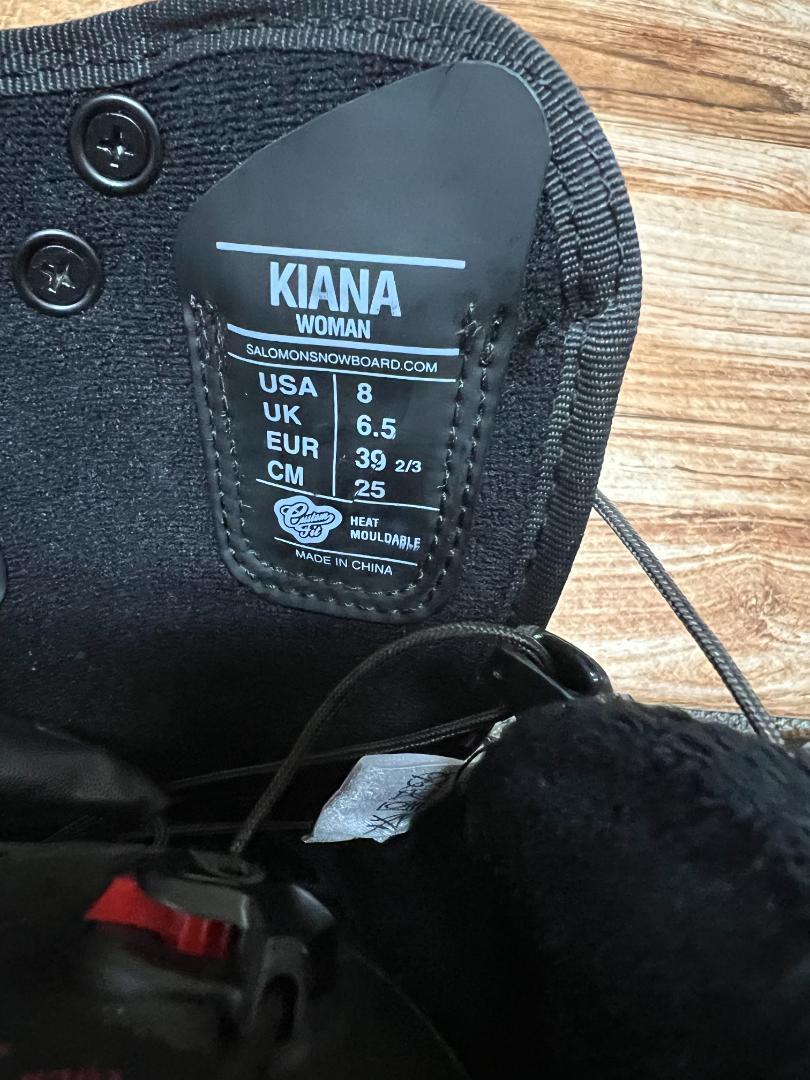 KIANA
WOMAN
SALOMONSNOWBOARD.COM
USA 8
UK 6.5
EUR 39 2/3
CM 25
Custom Fit
HEAT
MOULDABLE
MADE IN CHINA